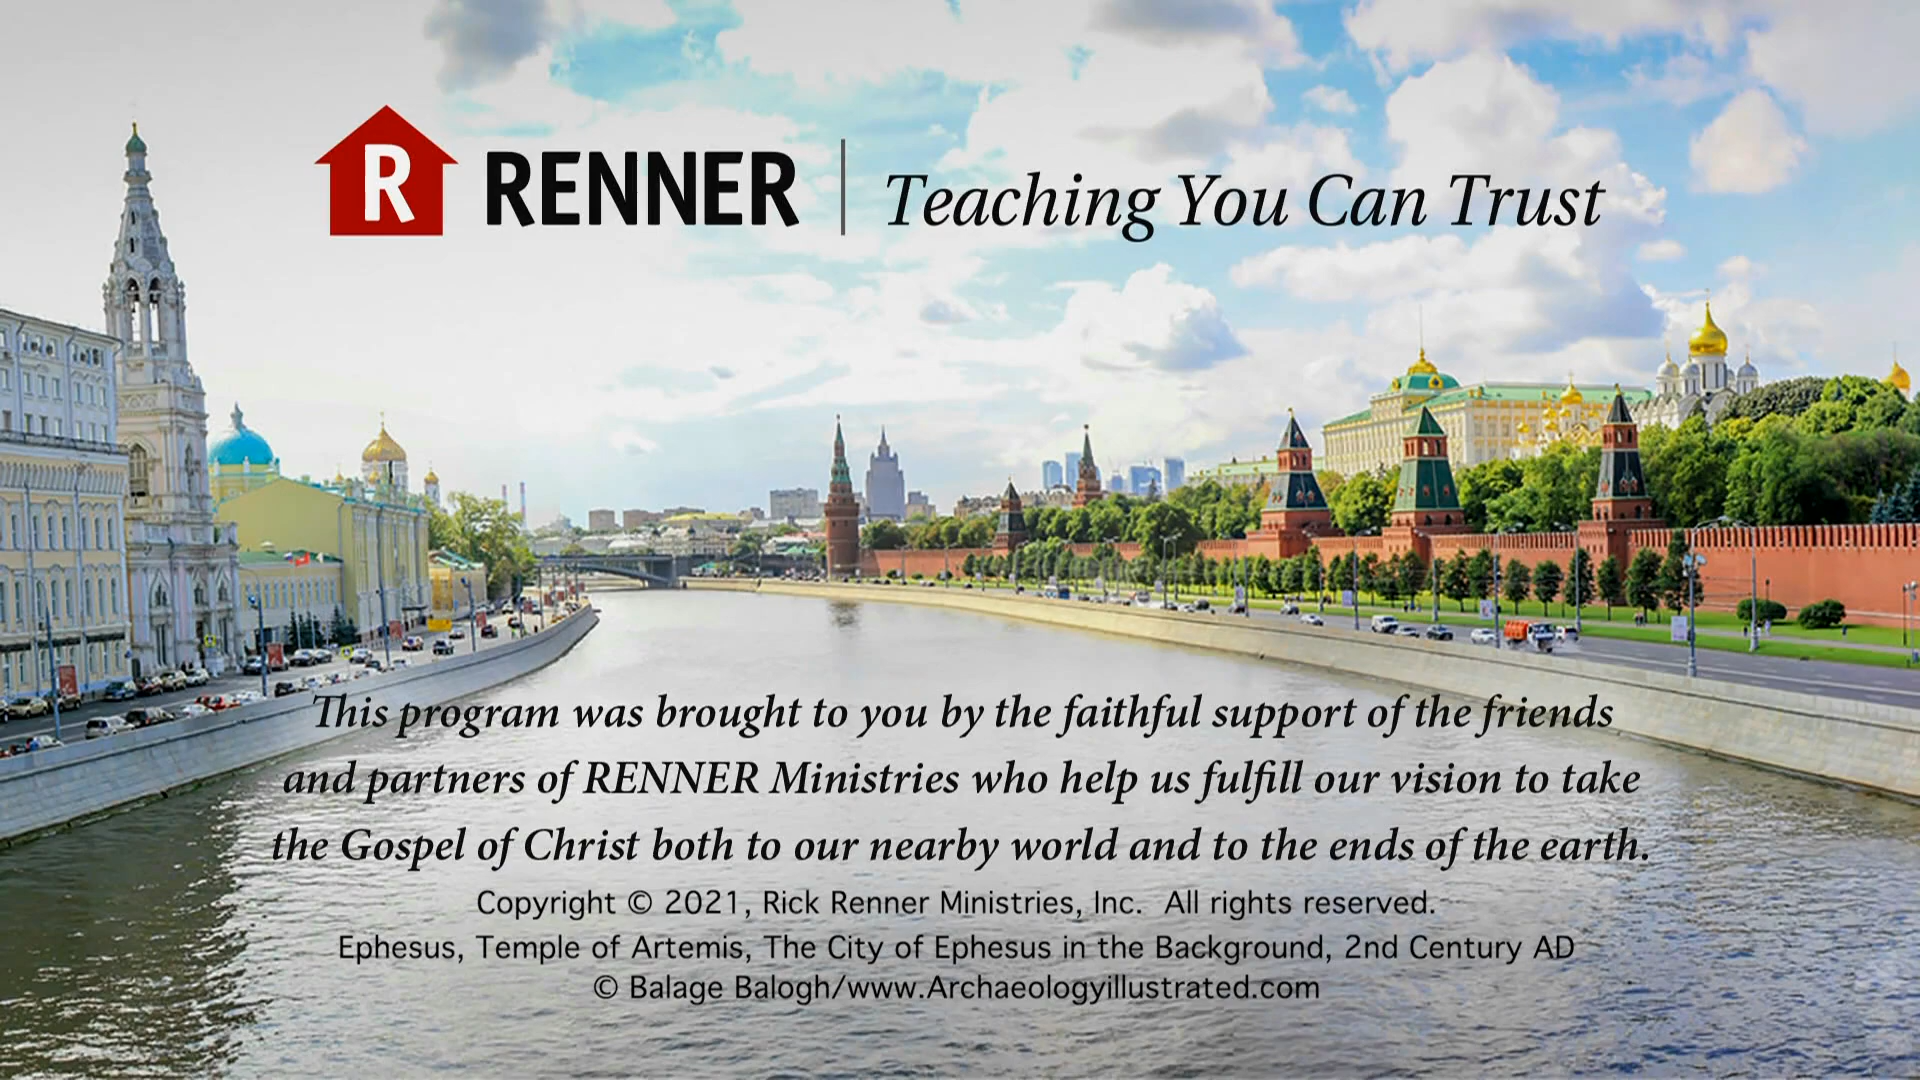 R RENNER | Teaching You Can Trust
This program was brought to you by the faithful support of the friends
and partners of RENNER Ministries who help us fulfill our vision to take
the Gospel of Christ both to our nearby world and to the ends of the earth.
Copyright © 2021, Rick Renner Ministries, Inc.  All rights reserved.
Ephesus, Temple of Artemis, The City of Ephesus in the Background, 2nd Century AD
© Balage Balogh/www.Archaeologyillustrated.com